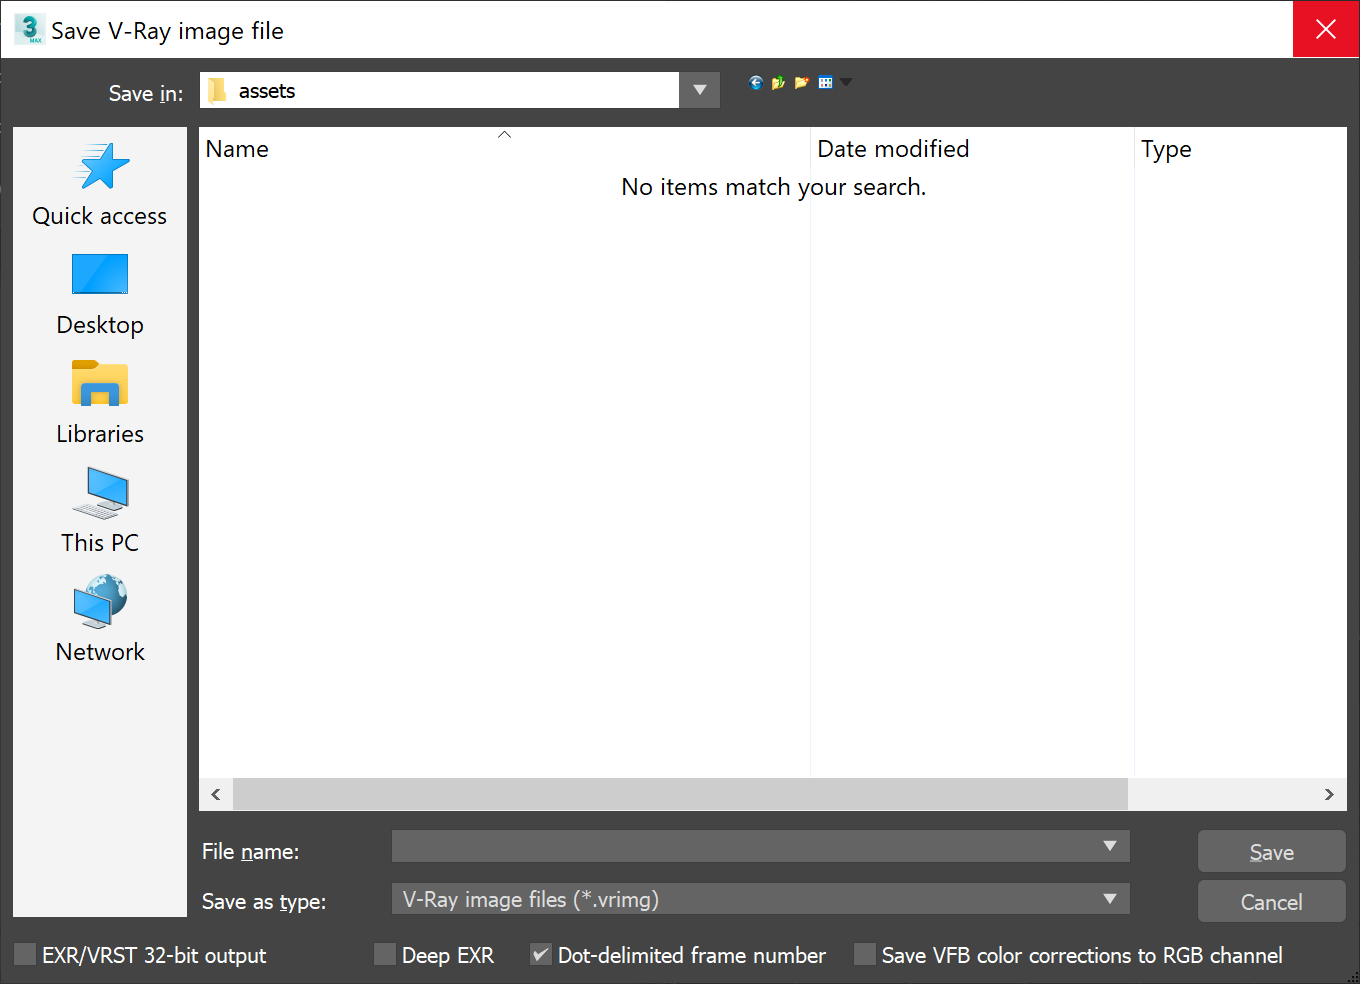 3
MAX
Save V-Ray image file
Save in:
assets
Quick access
Desktop
Libraries
This PC
Network
Name
Date modified
Type
No items match your search.
File name:
Save
Save as type:
V-Ray image files (*.vrimg)
Cancel
EXR/VRST 32-bit output
Deep EXR
Dot-delimited frame number
Save VFB color corrections to RGB channel